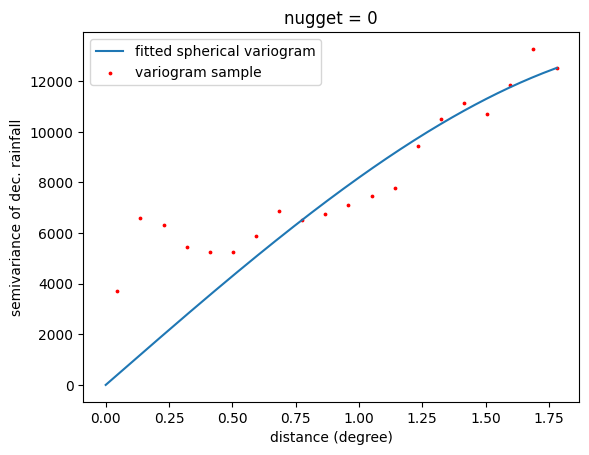 nugget = 0
fitted spherical variogram
variogram sample
semivariance of dec. rainfall
12000
10000
8000
6000
4000
2000
0
0.00 0.25 0.50 0.75 1.00 1.25 1.50 1.75
distance (degree)